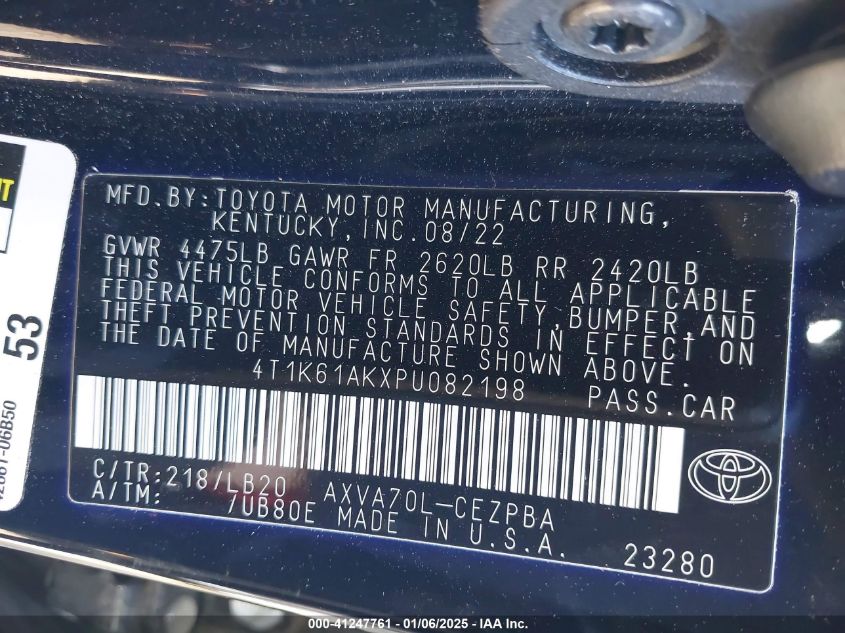 MFD.BY:TOYOTA MOTOR MANUFACTURING,
KENTUCKY,INC.08/22
GVWR 4475LB GAWR FR 2620LB RR 2420LB
THIS VEHICLE CONFORMS TO ALL APPLICABLE
FEDERAL MOTOR VEHICLE SAFETY,BUMPER,AND
THEFT PREVENTION STANDARDS IN EFFECT ON
THE DATE OF MANUFACTURE SHOWN ABOVE.
4T1K61AKXPU082198 PASS.CAR
C/TR:218/LB20 AXVA70L-CEZPBA
A/TM: /UB80E MADE IN U.S.A.
23280
53
000-41247761 - 01/06/2025 - IAA Inc.